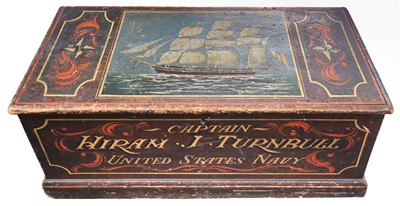 CAPTAIN
HIRAM .I. TURNBULL
UNITED STATES NAVY